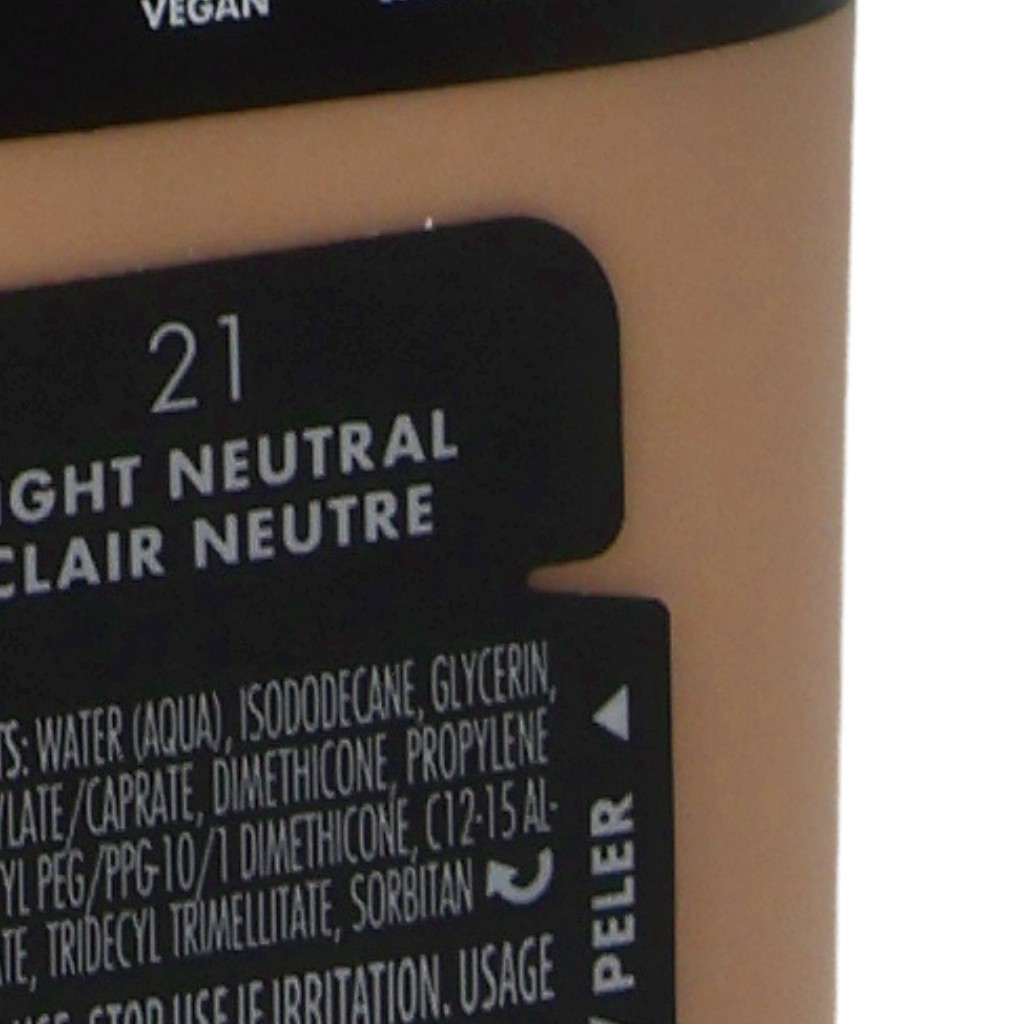 VEGAN
21
IGHT NEUTRAL
CLAIR NEUTRE
TS: WATER (AQUA), ISODODECANE, GLYCERIN,
YLATE/CAPRATE, DIMETHICONE, PROPYLENE
YL PEG/PPG-10/1 DIMETHICONE, C12-15 AL-
ATE, TRIDECYL TRIMELLITATE, SORBITAN
STOP USE IF IRRITATION. USAGE
/ PELER